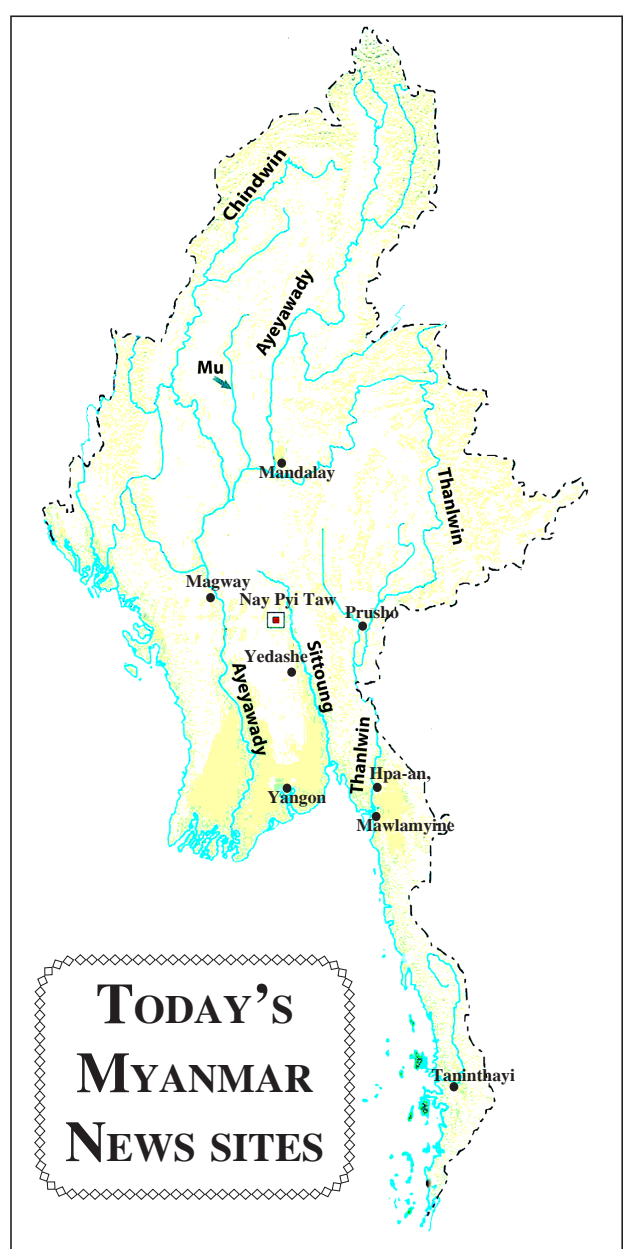 Chindwin
Ayeyawady
Mu
Mandalay
Thanlwin
Magway
Nay Pyi Taw
Prusho
Yedashe
Sittoung
Ayeyawady
Thanlwin
Hpa-an,
Yangon
Mawlamyine
Taninthayi
TODAY'S
MYANMAR
NEWS SITES